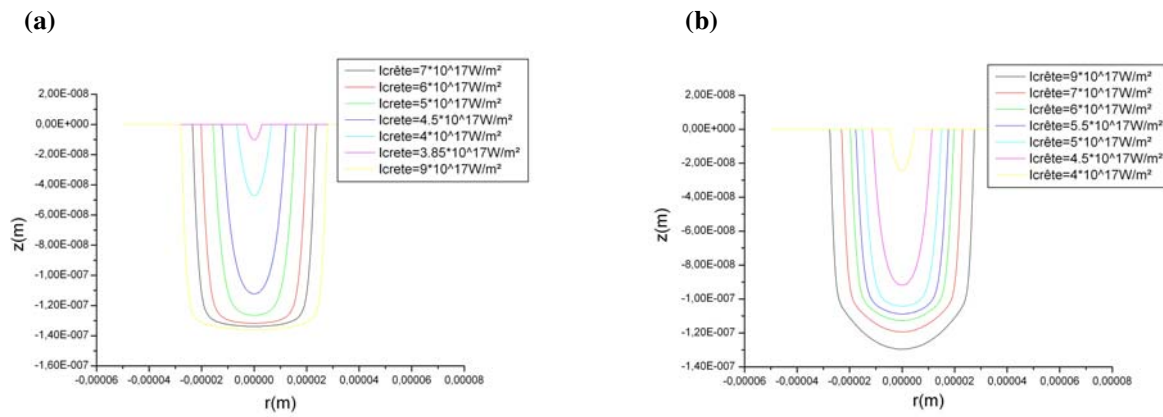 (a)
(b)
Icrête=7*10^17W/m²
Icrete=6*10^17W/m²
Icrete=5*10^17W/m²
Icrete=4.5*10^17W/m²
Icrete=4*10^17W/m²
Icrete=3.85*10^17W/m²
Icrete=9*10^17W/m²
2,00E-008
0,00E+000
-2,00E-008
-4,00E-008
-6,00E-008
-8,00E-008
-1,00E-007
-1,20E-007
-1,40E-007
-1,60E-007
z(m)
-0,00006 -0,00004 -0,00002 0,00000 0,00002 0,00004 0,00006 0,00008
r(m)
Icrête=9*10^17W/m²
Icrête=7*10^17W/m²
Icrête=6*10^17W/m²
Icrête=5.5*10^17W/m²
Icrête=5*10^17W/m²
Icrête=4.5*10^17W/m²
Icrête=4*10^17W/m²
2,00E-008
0,00E+000
-2,00E-008
-4,00E-008
-6,00E-008
-8,00E-008
-1,00E-007
-1,20E-007
-1,40E-007
z(m)
-0,00006 -0,00004 -0,00002 0,00000 0,00002 0,00004 0,00006 0,00008
r(m)